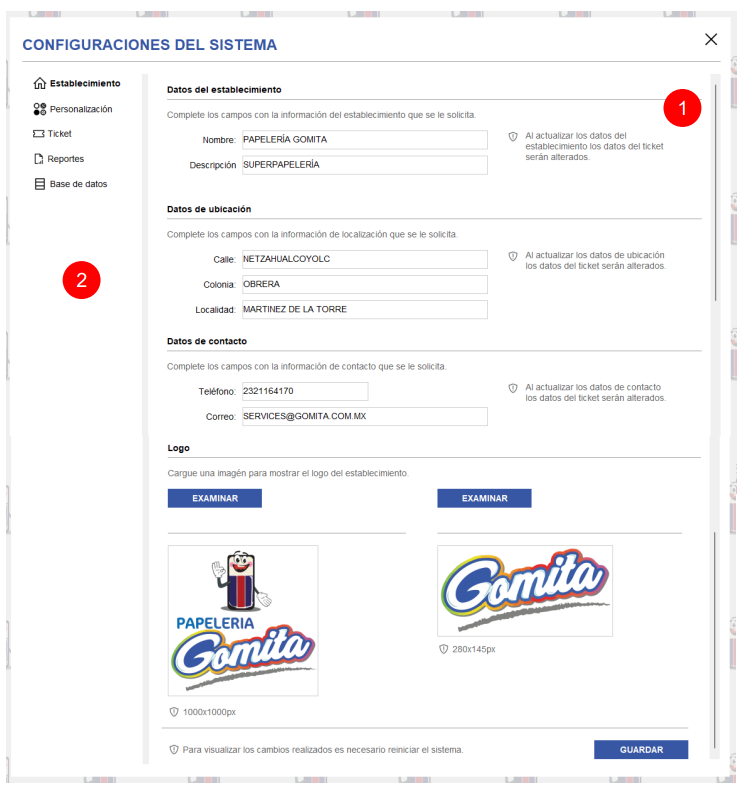 CONFIGURACIONES DEL SISTEMA
Establecimiento
Personalización
Ticket
Reportes
Base de datos
2
Datos del establecimiento
1
Complete los campos con la información del establecimiento que se le solicita.
Nombre: PAPELERÍA GOMITA
Descripción SUPERPAPELERÍA
Al actualizar los datos del
establecimiento los datos del ticket
serán alterados.
Datos de ubicación
Complete los campos con la información de localización que se le solicita.
Calle: NETZAHUALCOYOLC
Colonia: OBRERA
Localidad: MARTINEZ DE LA TORRE
Al actualizar los datos de ubicación
los datos del ticket serán alterados.
Datos de contacto
Complete los campos con la información de contacto que se le solicita.
Teléfono: 2321164170
Correo: SERVICES@GOMITA.COM.MX
Al actualizar los datos de contacto
los datos del ticket serán alterados.
Logo
Cargue una imagén para mostrar el logo del establecimiento.
EXAMINAR
EXAMINAR
PAPELERIA
Gomita
1000x1000px
Gomita
280x145px
Para visualizar los cambios realizados es necesario reiniciar el sistema.
GUARDAR